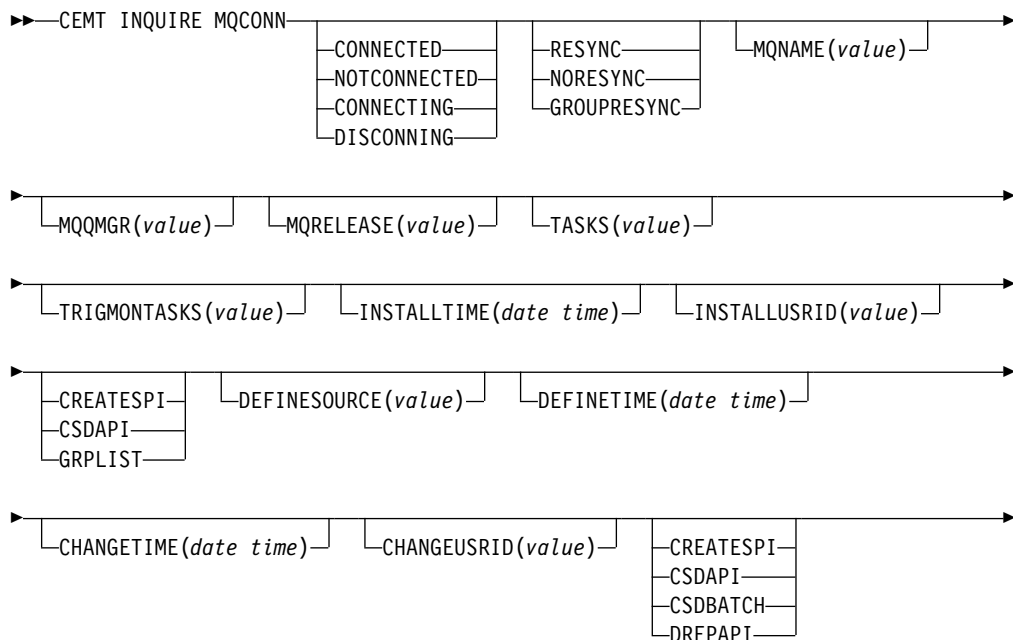 CEMT INQUIRE MQCONN
CONNECTED RESYNC MQNAME(value)
NOTCONNECTED NORESYNC
CONNECTING GROUPRESYNC
DISCONNING
MQQMGR(value) MQRELEASE(value) TASKS(value)
TRIGMONTASKS(value) INSTALLTIME(date time) INSTALLUSRID(value)
CREATESPI DEFINESOURCE(value) DEFINETIME(date time)
CSDAPI
GRPLIST
CHANGETIME(date time) CHANGEUSRID(value) CREATESPI
CSDAPI
CSDBATCH
DREPAPI